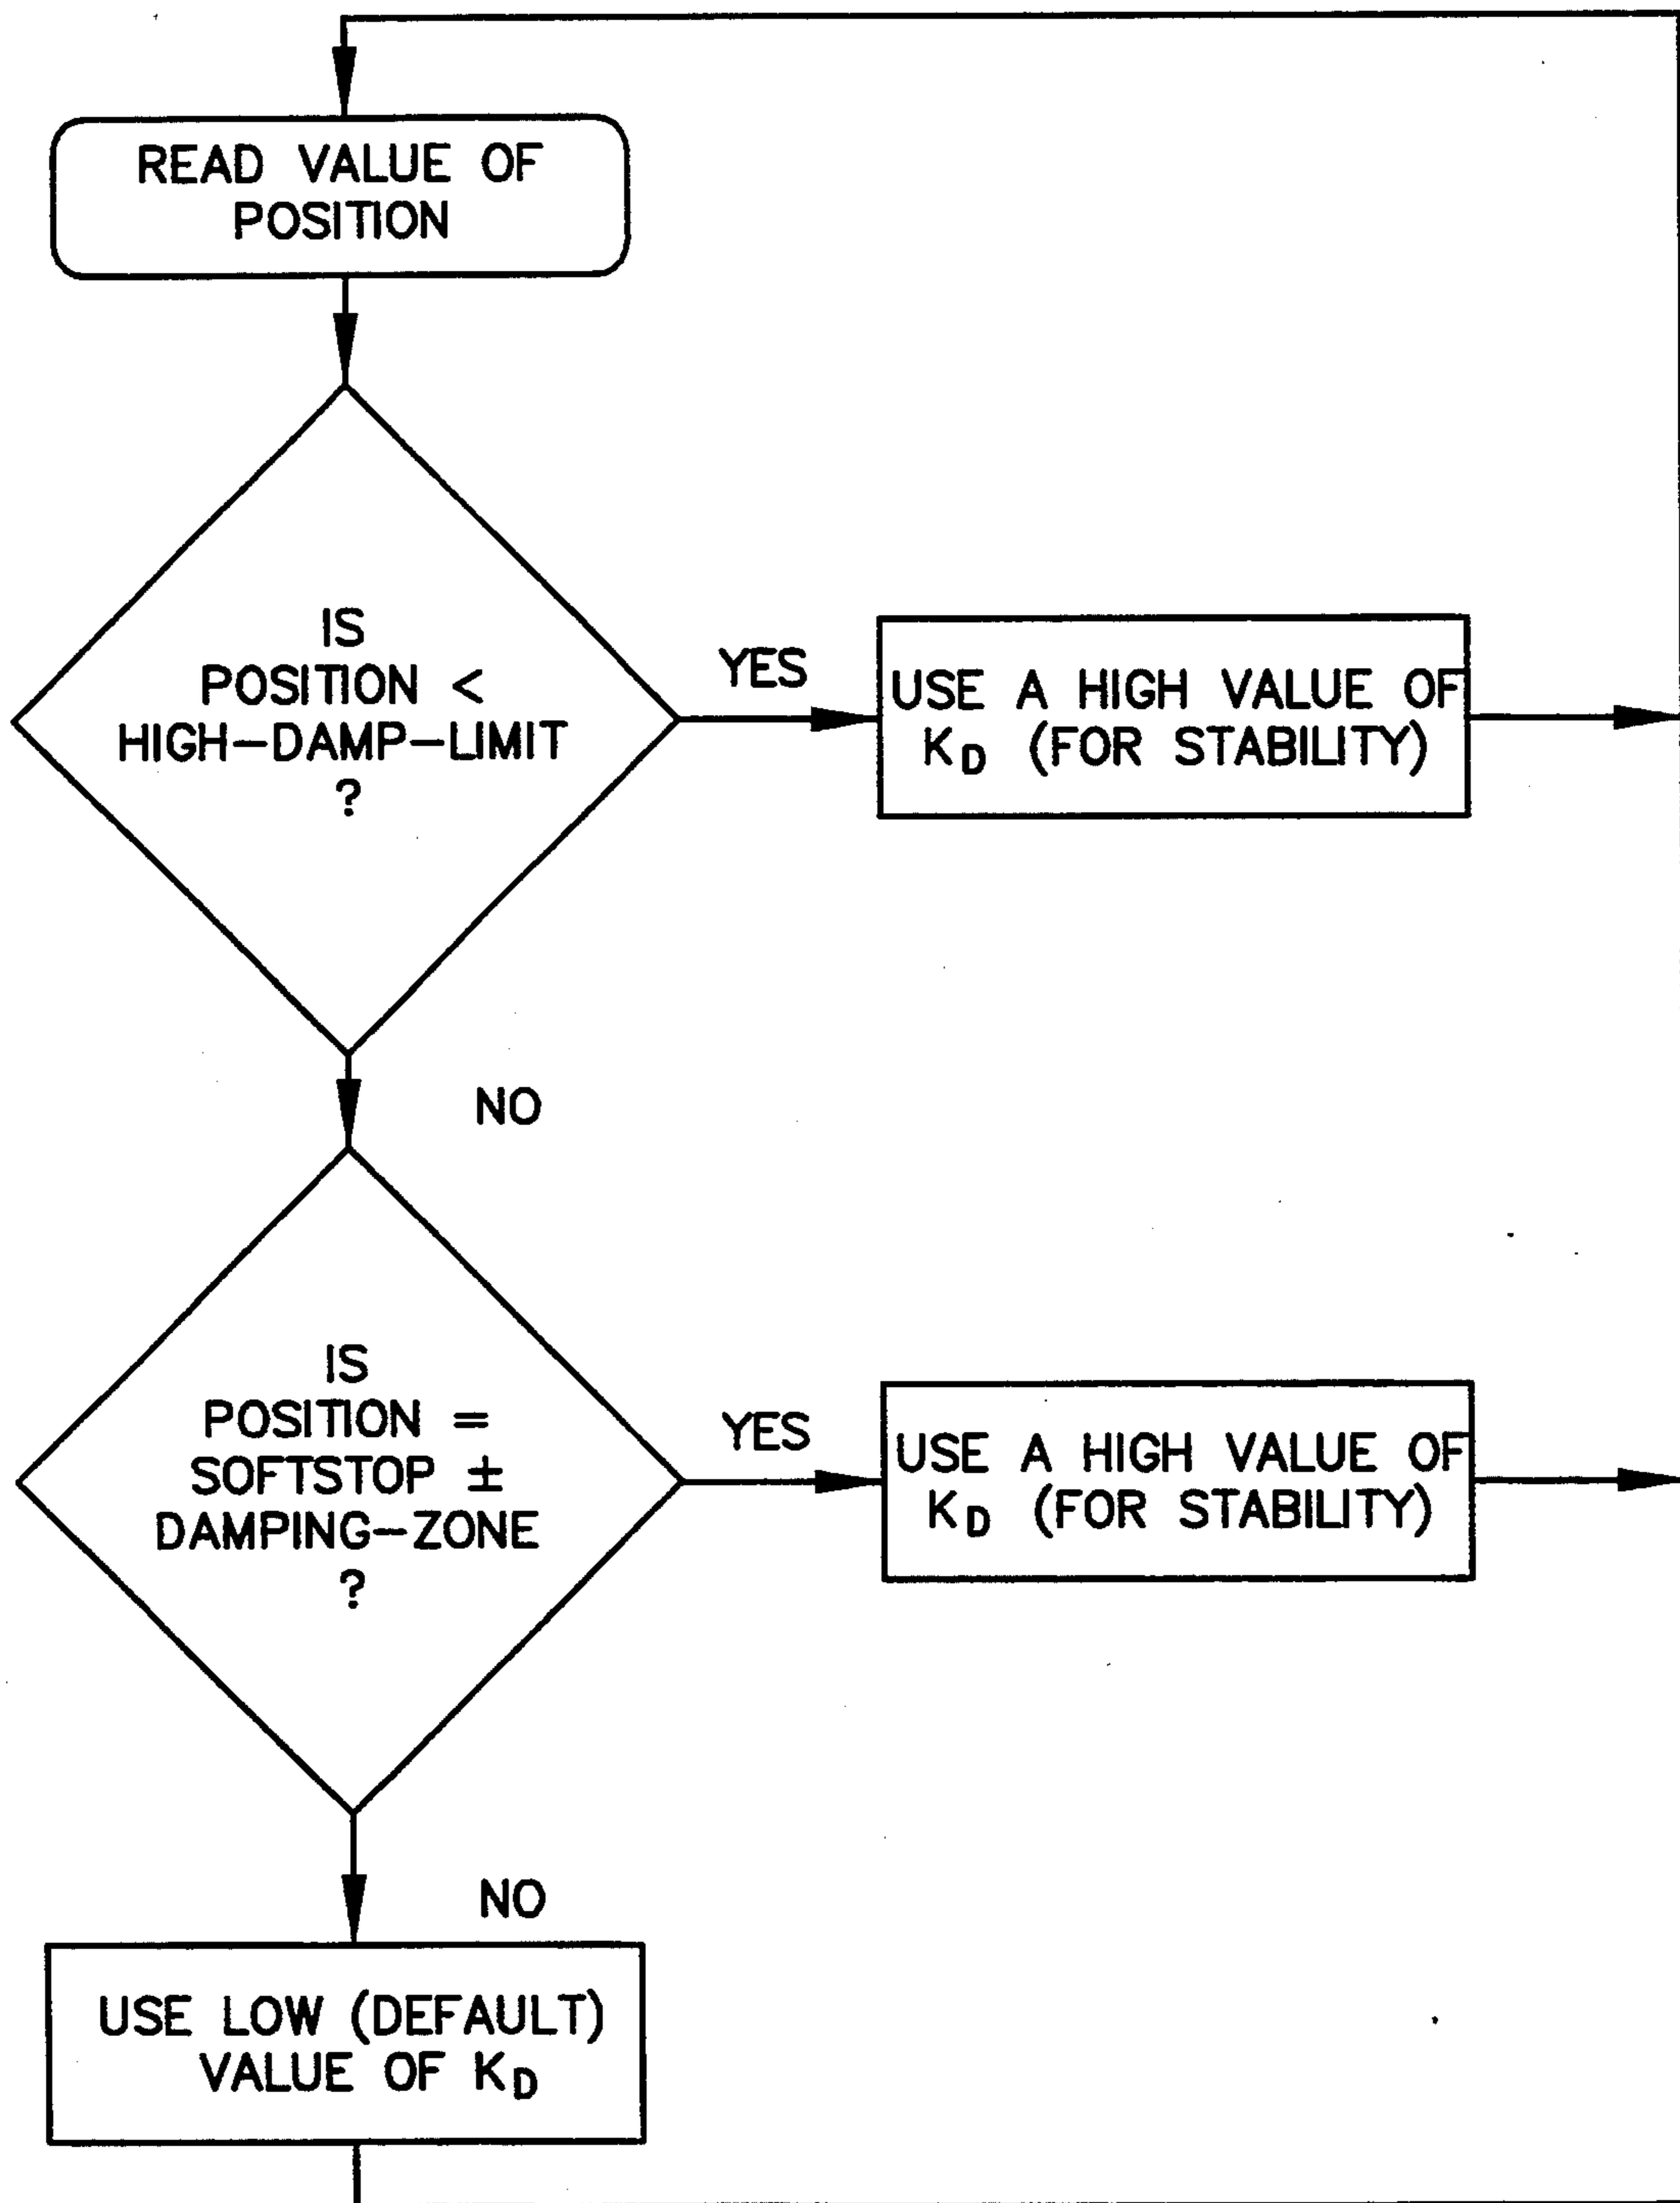 READ VALUE OF
POSITION
IS
POSITION <
HIGH-DAMP-LIMIT
?
YES
USE A HIGH VALUE OF
KD (FOR STABILITY)
NO
IS
POSITION =
SOFTSTOP ±
DAMPING-ZONE
?
YES
USE A HIGH VALUE OF
KD (FOR STABILITY)
NO
USE LOW (DEFAULT)
VALUE OF KD